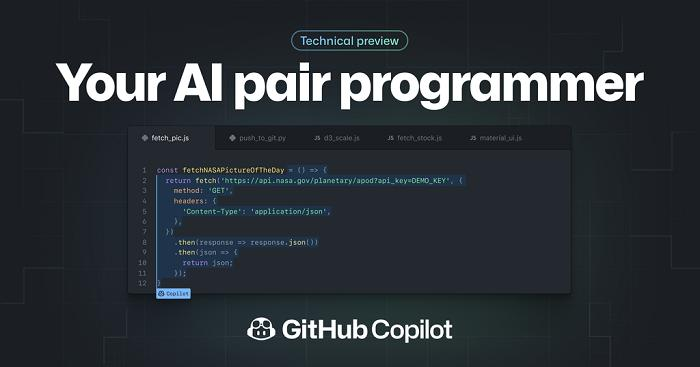 Technical preview
Your AI pair programmer
fetch_pic.js push_to_git.py JS d3_scale.js JS fetch_stock.js JS material_ui.js
1 const fetchNASAPictureOfTheDay = () => {
2 return fetch('https://api.nasa.gov/planetary/apod?api_key=DEMO_KEY', {
3 method: 'GET',
4 headers: {
5 'Content-Type': 'application/json',
6 },
7 })
8 .then(response => response.json())
9 .then(json => {
10 return json;
11 });
12 }
Copilot
GitHub Copilot